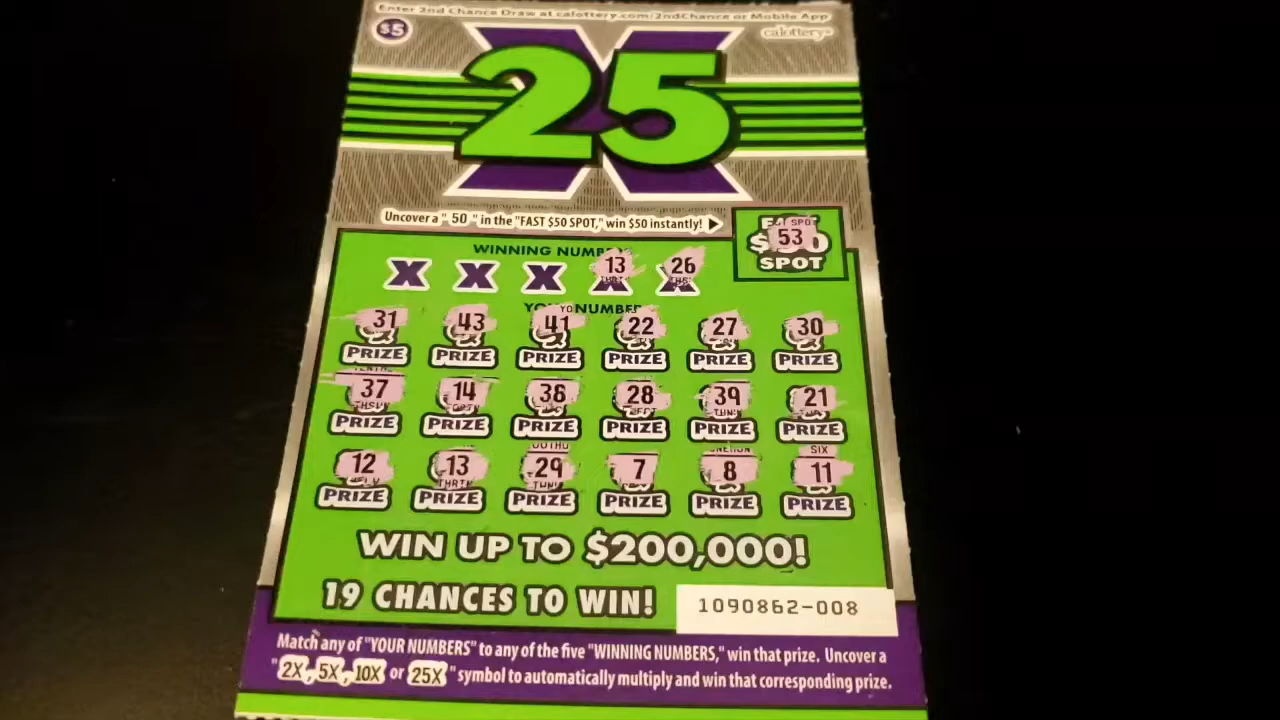 Enter 2nd Chance Draw at calottery.com/2ndChance or Mobile App
$5
calottery
X
25
Uncover a "50" in the "FAST $50 SPOT," win $50 instantly!
53
SPOT
WINNING
X X X 13 26
31 43 41 22 27 30
PRIZE PRIZE PRIZE PRIZE PRIZE PRIZE
37 14 36 28 39 21
PRIZE PRIZE PRIZE PRIZE PRIZE PRIZE
SIX
12 13 29 7 8 11
PRIZE PRIZE PRIZE PRIZE PRIZE PRIZE
WIN UP TO $200,000!
19 CHANCES TO WIN!
1090862-008
Match any of "YOUR NUMBERS" to any of the five "WINNING NUMBERS," win that prize. Uncover a
"2X, 5X, 10X or 25X" symbol to automatically multiply and win that corresponding prize.